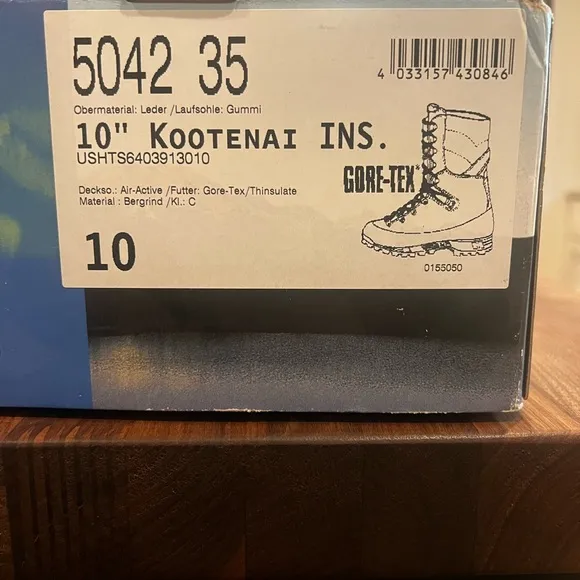 5042 35
4 033157 430846
Obermaterial: Leder /Laufsohle: Gummi
10" KOOTENAI INS.
USHTS6403913010
GORE-TEX
Deckso.: Air-Active /Futter: Gore-Tex/Thinsulate
Material : Bergrind /Kl.: C
10
0155050